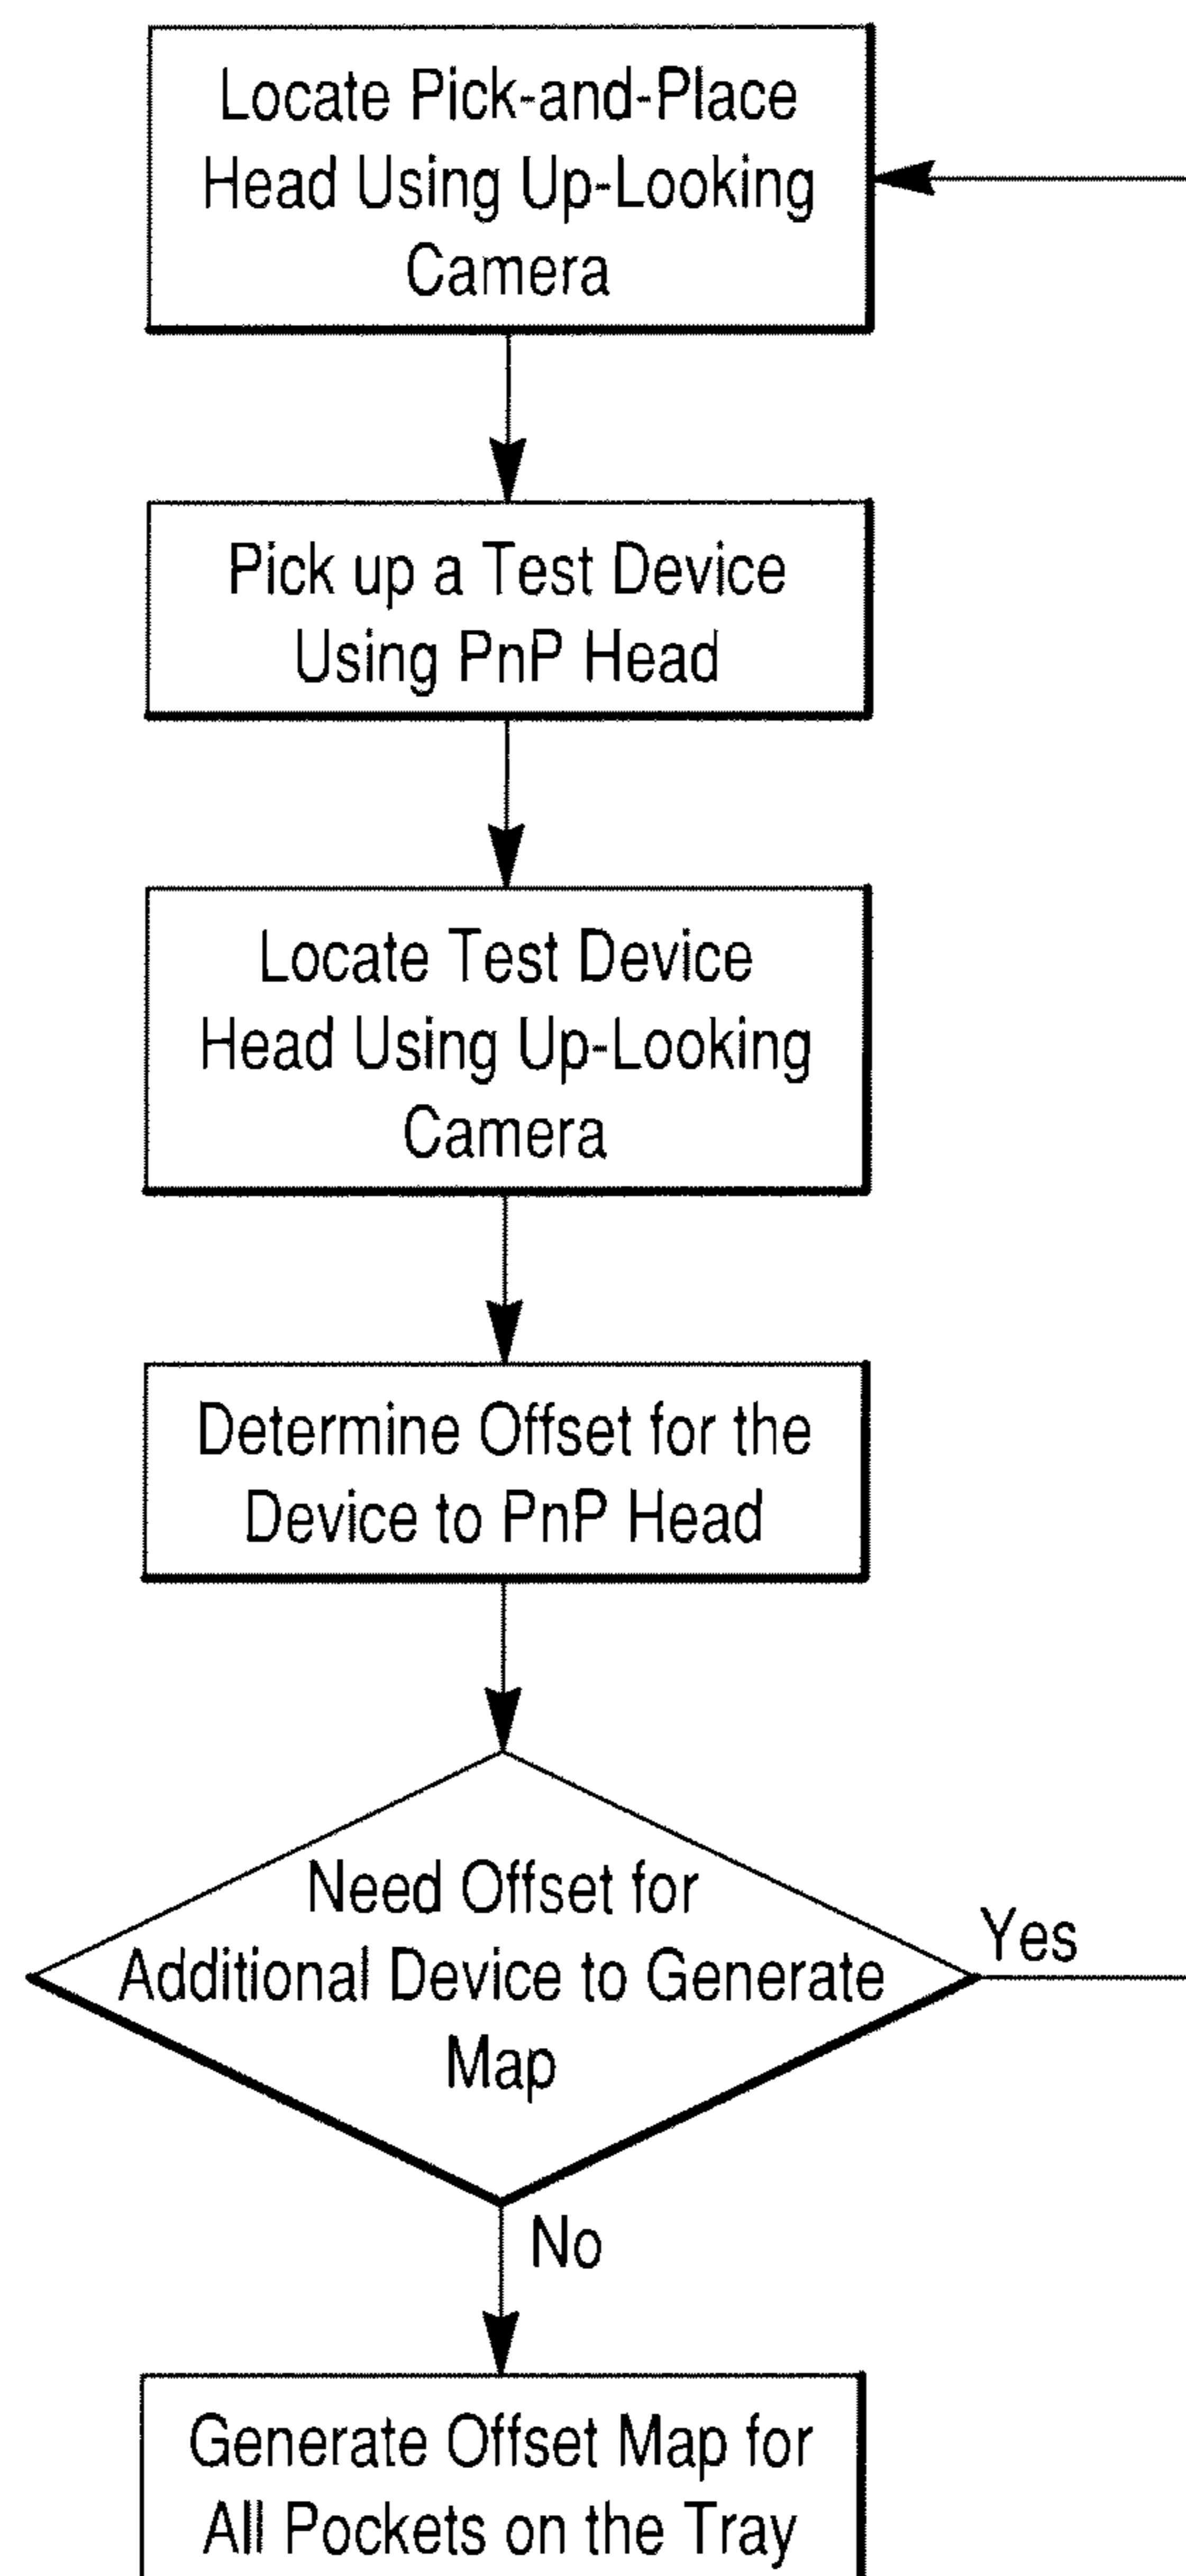 Locate Pick-and-Place
Head Using Up-Looking
Camera
Pick up a Test Device
Using PnP Head
Locate Test Device
Head Using Up-Looking
Camera
Determine Offset for the
Device to PnP Head
Need Offset for
Additional Device to Generate
Map
Yes
No
Generate Offset Map for
All Pockets on the Tray